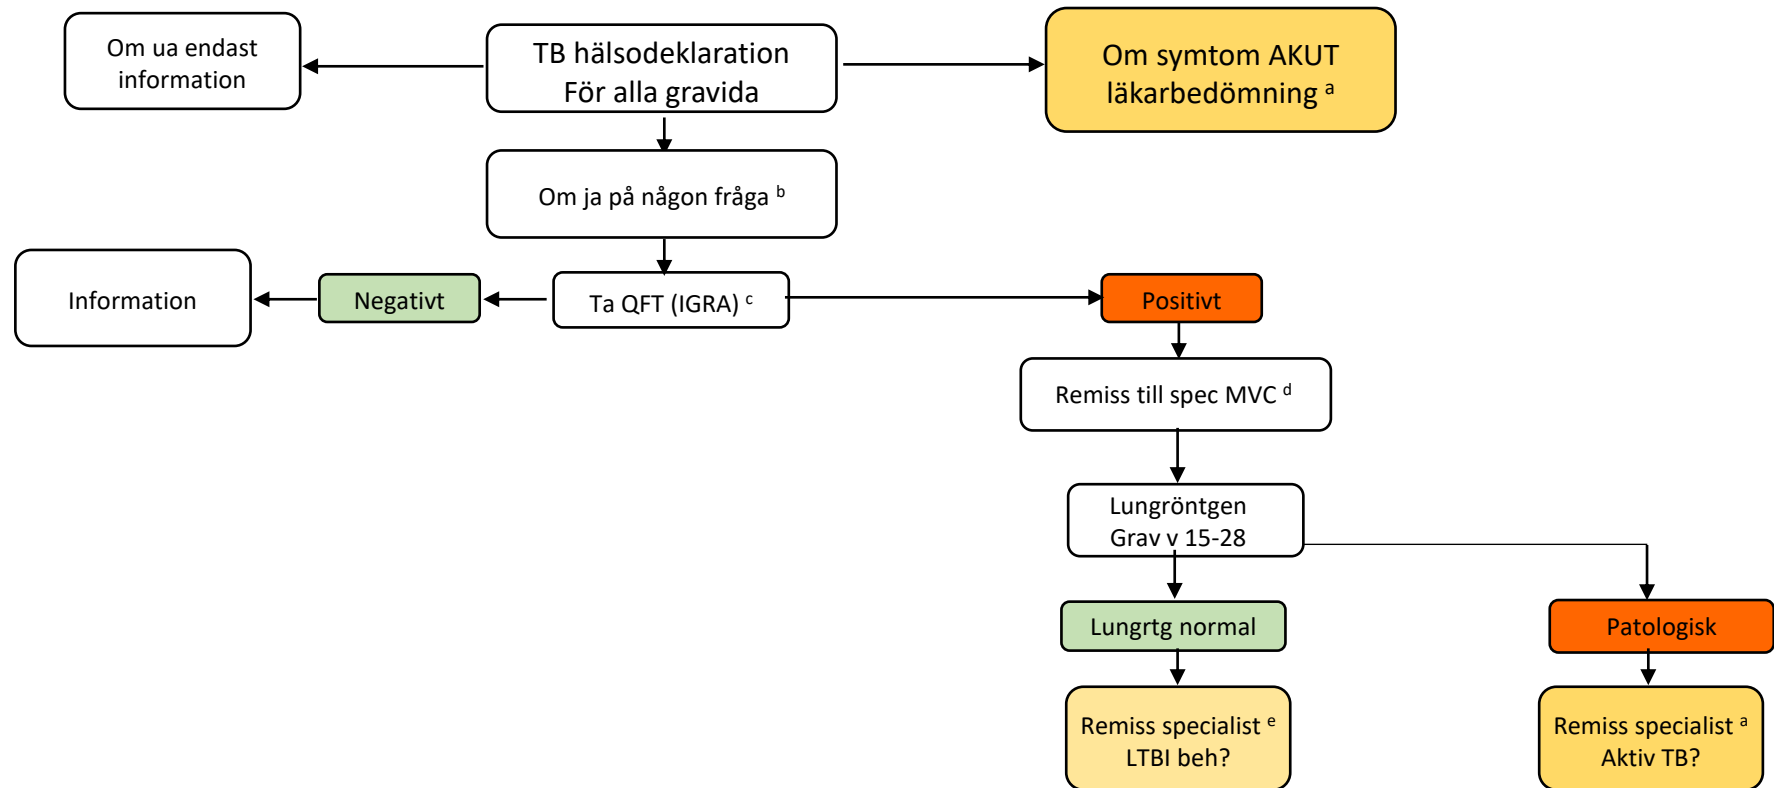 Om ua endast
information
TB hälsodeklaration
För alla gravida
Om symtom AKUT
läkarbedömning a
Om ja på någon fråga b
Information
Negativt
Ta QFT (IGRA) c
Positivt
Remiss till spec MVC d
Lungröntgen
Grav v 15-28
Lungrtg normal
Patologisk
Remiss specialist e
LTBI beh?
Remiss specialist a
Aktiv TB?